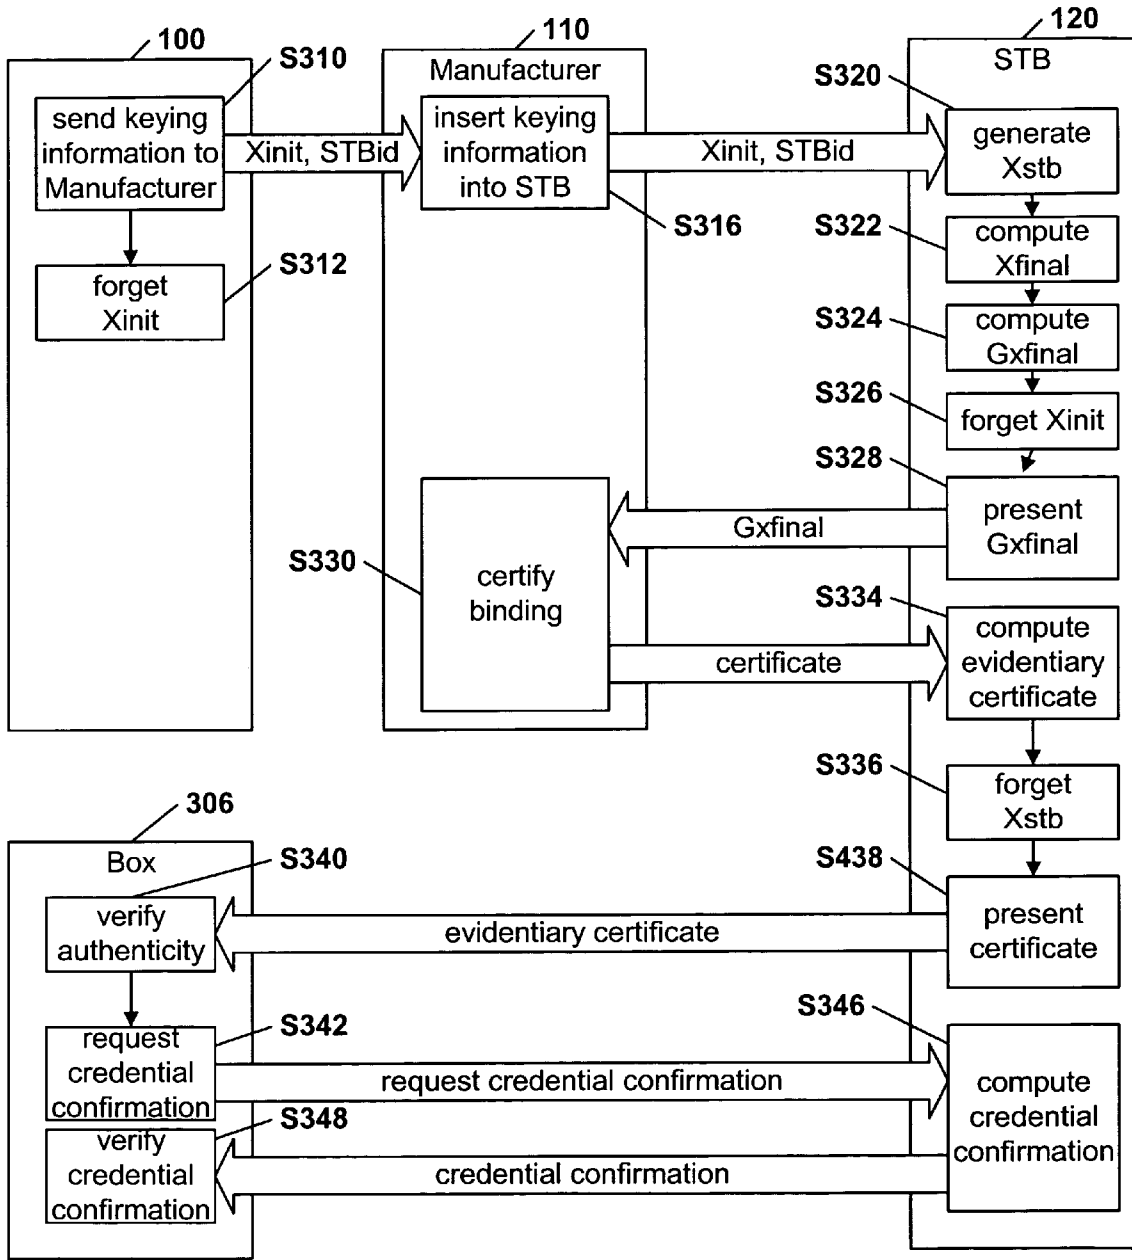 100
S310
send keying
information to
Manufacturer
S312
forget
Xinit
Xinit, STBid
110
Manufacturer
insert keying
information
into STB
S316
Xinit, STBid
120
STB
S320
generate
Xstb
S322
compute
Xfinal
S324
compute
Gxfinal
S326
forget Xinit
S328
present
Gxfinal
Gxfinal
S330
certify
binding
certificate
S334
compute
evidentiary
certificate
S336
forget
Xstb
S438
present
certificate
306
Box
S340
verify
authenticity
evidentiary certificate
S342
request
credential
confirmation
request credential confirmation
S346
compute
credential
confirmation
S348
verify
credential
confirmation
credential confirmation